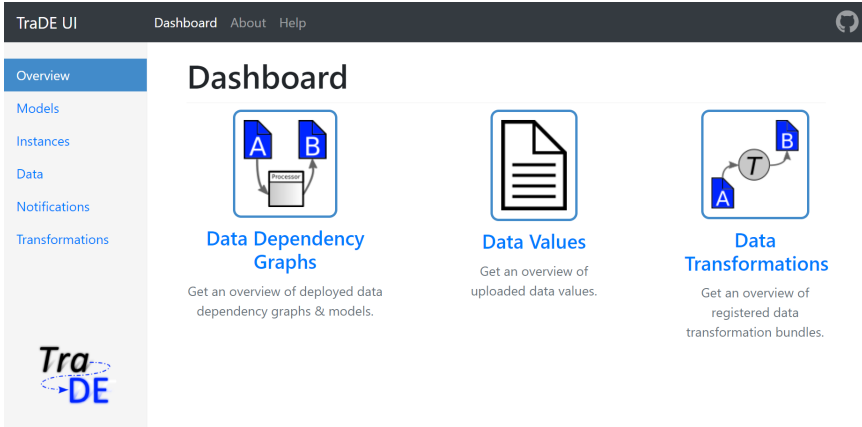 TraDE UI
Dashboard About Help
Overview
Models
Instances
Data
Notifications
Transformations
Tra
DE
Dashboard
A
B
Processor
Data Dependency
Graphs
Get an overview of deployed data
dependency graphs & models.
Data Values
Get an overview of
uploaded data values.
A
T
B
Data
Transformations
Get an overview of
registered data
transformation bundles.